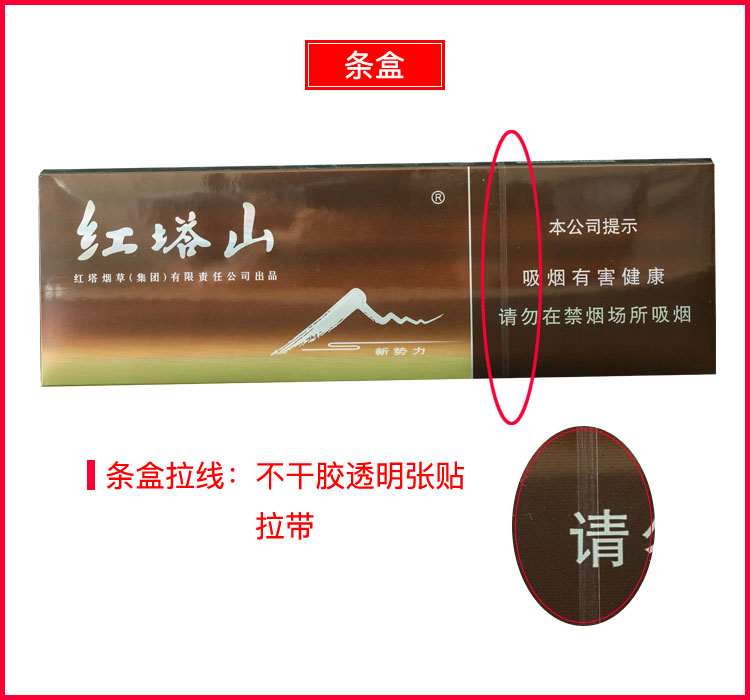 条盒
红塔山
®
红塔烟草(集团)有限责任公司出品
新势力
本公司提示
吸烟有害健康
请勿在禁烟场所吸烟
条盒拉线：不干胶透明张贴
拉带
请